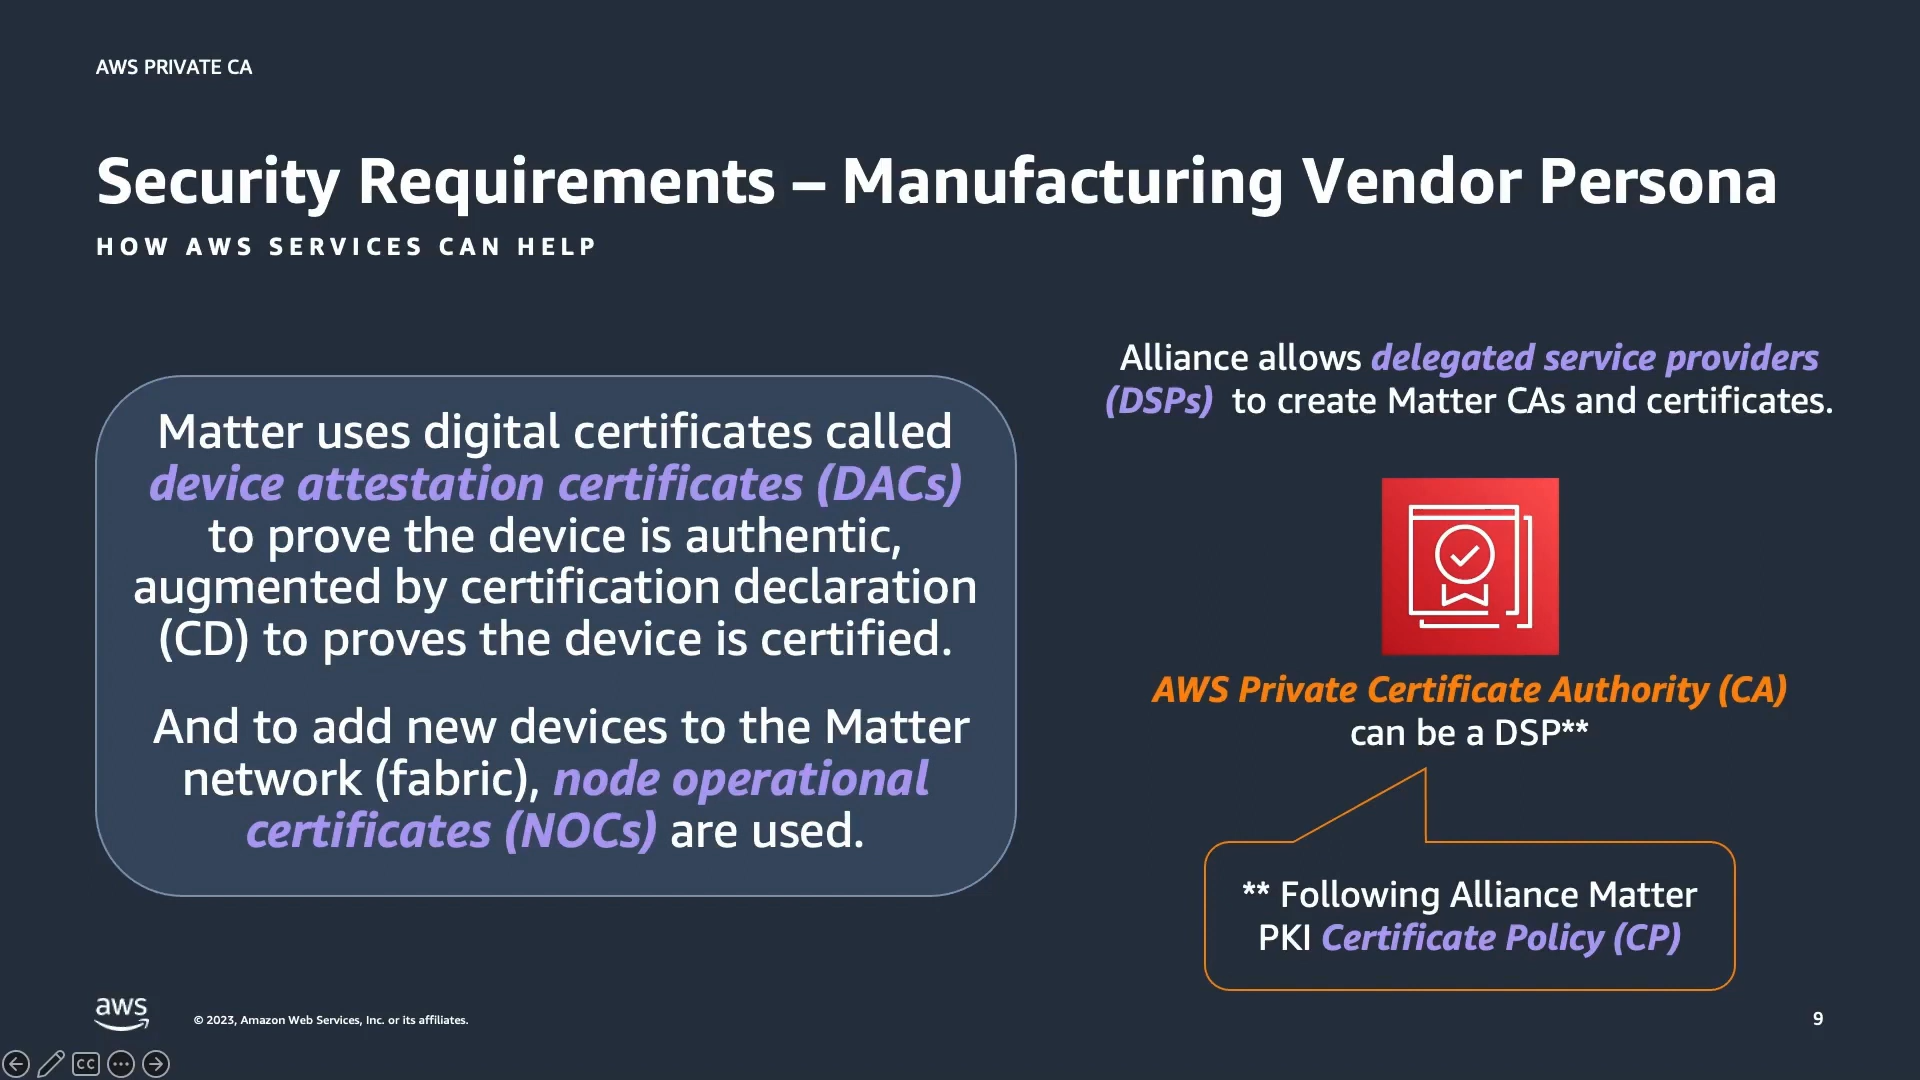 AWS PRIVATE CA
Security Requirements – Manufacturing Vendor Persona
HOW AWS SERVICES CAN HELP
Matter uses digital certificates called
device attestation certificates (DACs)
to prove the device is authentic,
augmented by certification declaration
(CD) to proves the device is certified.
And to add new devices to the Matter
network (fabric), node operational
certificates (NOCs) are used.
Alliance allows delegated service providers
(DSPs) to create Matter CAs and certificates.
AWS Private Certificate Authority (CA)
can be a DSP**
** Following Alliance Matter
PKI Certificate Policy (CP)
aws
© 2023, Amazon Web Services, Inc. or its affiliates.
9
CC